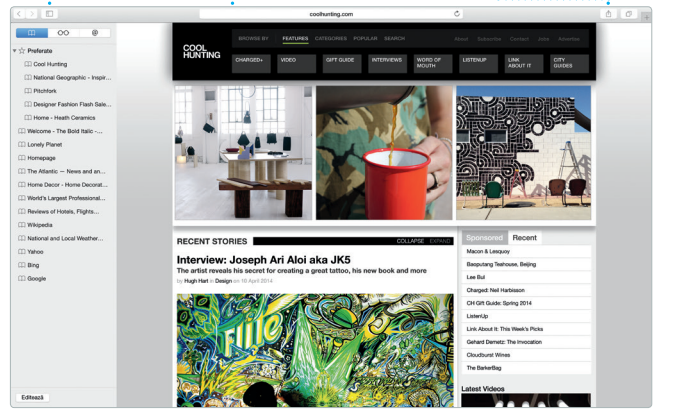 coolhunting.com
Preferate
Cool Hunting
National Geographic - Inspir...
Pitchfork
Designer Fashion Flash Sale...
Home - Heath Ceramics
Welcome - The Bold Italic -...
Lonely Planet
Homepage
The Atlantic — News and an...
Home Decor - Home Decorat...
World's Largest Professional...
Reviews of Hotels, Flights...
Wikipedia
National and Local Weather...
Yahoo
Bing
Google
Editează
COOL
HUNTING
BROWSE BY FEATURES CATEGORIES POPULAR SEARCH
About Subscribe Contact Jobs Advertise
CHARGED+ VIDEO GIFT GUIDE INTERVIEWS WORD OF MOUTH LISTENUP LINK ABOUT IT CITY GUIDES
RECENT STORIES COLLAPSE EXPAND
Interview: Joseph Ari Aloi aka JK5
The artist reveals his secret for creating a great tattoo, his new book and more
by Hugh Hart in Design on 10 April 2014
Flite
Sponsored Recent
Macon & Lesquoy
Baoputang Teahouse, Beijing
Lee Bul
Charged: Neil Harbisson
CH Gift Guide: Spring 2014
ListenUp
Link About It: This Week's Picks
Gehard Demetz: The Invocation
Cloudburst Wines
The BarkerBag
Latest Videos